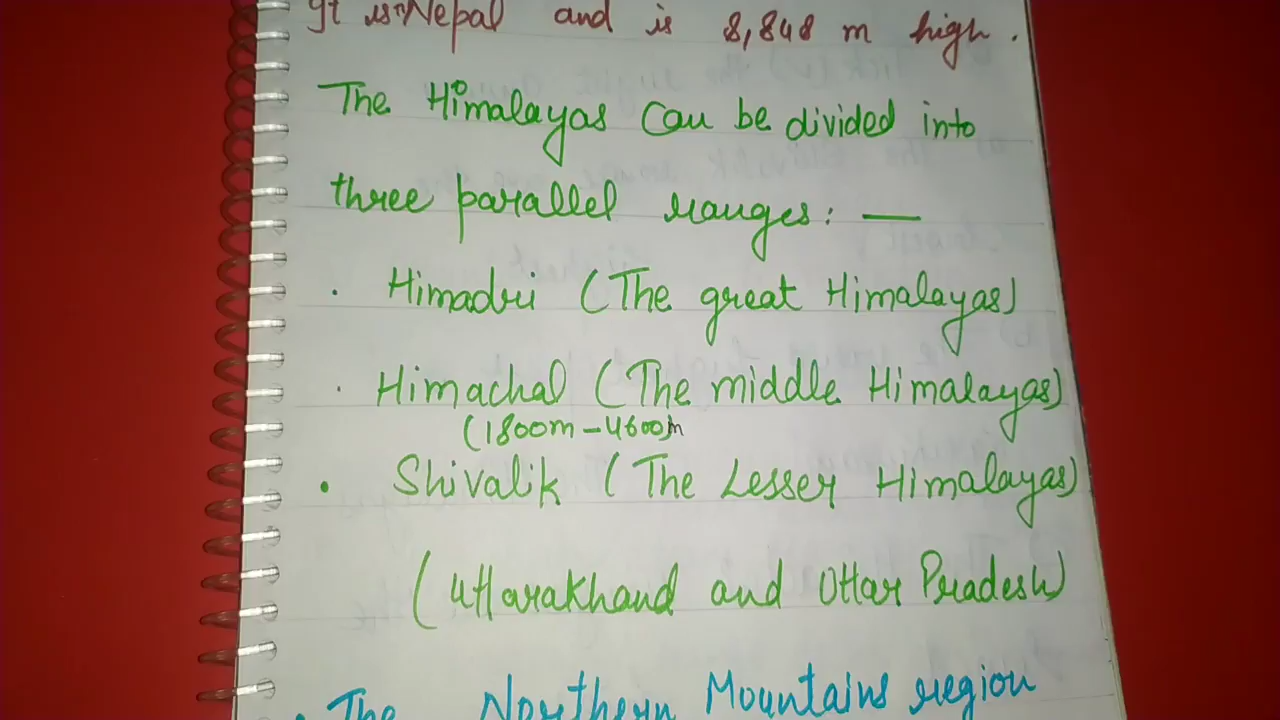 It is Nepal and is 8,848 m high.
The Himalayas can be divided into
three parallel ranges: —
· Himadri (The great Himalayas)
· Himachal (The middle Himalayas)
(1800m - 4600m
· Shivalik (The Lesser Himalayas)
(Uttarakhand and Uttar Pradesh)
· The Northern Mountains region